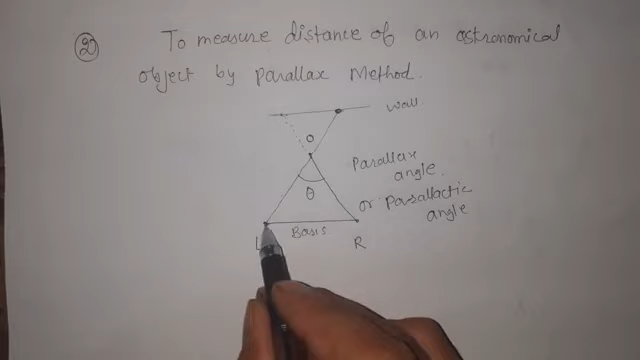 2) To measure distance of an astronomical
object by Parallax Method.
wall
O
Parallax
angle.
θ
or Parallactic
angle
Basis
L R